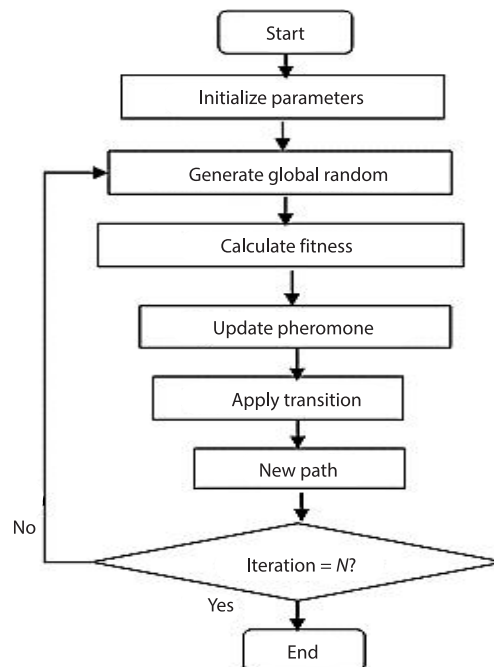 Start
Initialize parameters
Generate global random
Calculate fitness
Update pheromone
Apply transition
New path
No
Iteration = N?
Yes
End